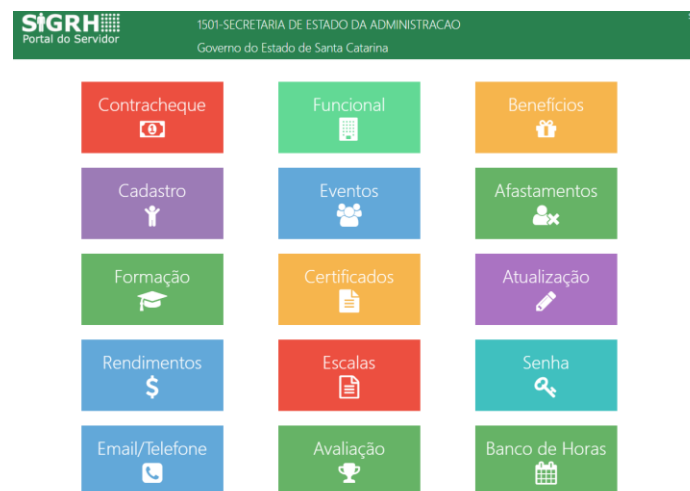 SIGRH
Portal do Servidor
1501-SECRETARIA DE ESTADO DA ADMINISTRACAO
Governo do Estado de Santa Catarina
Contracheque
Funcional
Benefícios
Cadastro
Eventos
Afastamentos
Formação
Certificados
Atualização
Rendimentos
Escalas
Senha
Email/Telefone
Avaliação
Banco de Horas